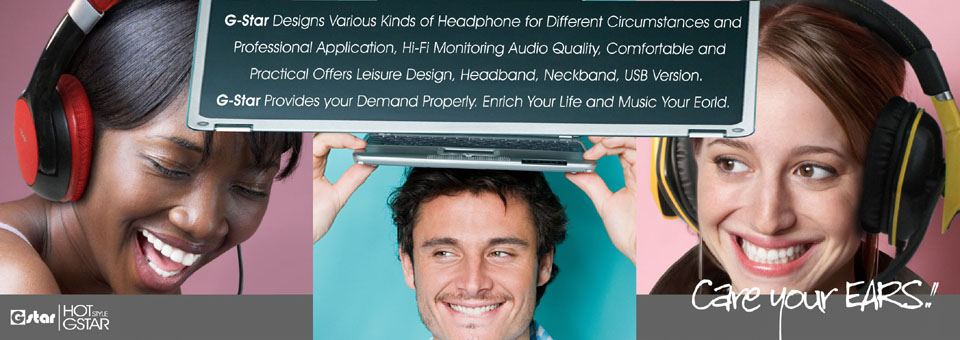 G-Star Designs Various Kinds of Headphone for Different Circumstances and
Professional Application, Hi-Fi Monitoring Audio Quality, Comfortable and
Practical Offers Leisure Design, Headband, Neckband, USB Version.
G-Star Provides your Demand Properly. Enrich Your Life and Music Your Eorld.
Care your EARS.!!
Gstar
HOT STYLE
GSTAR